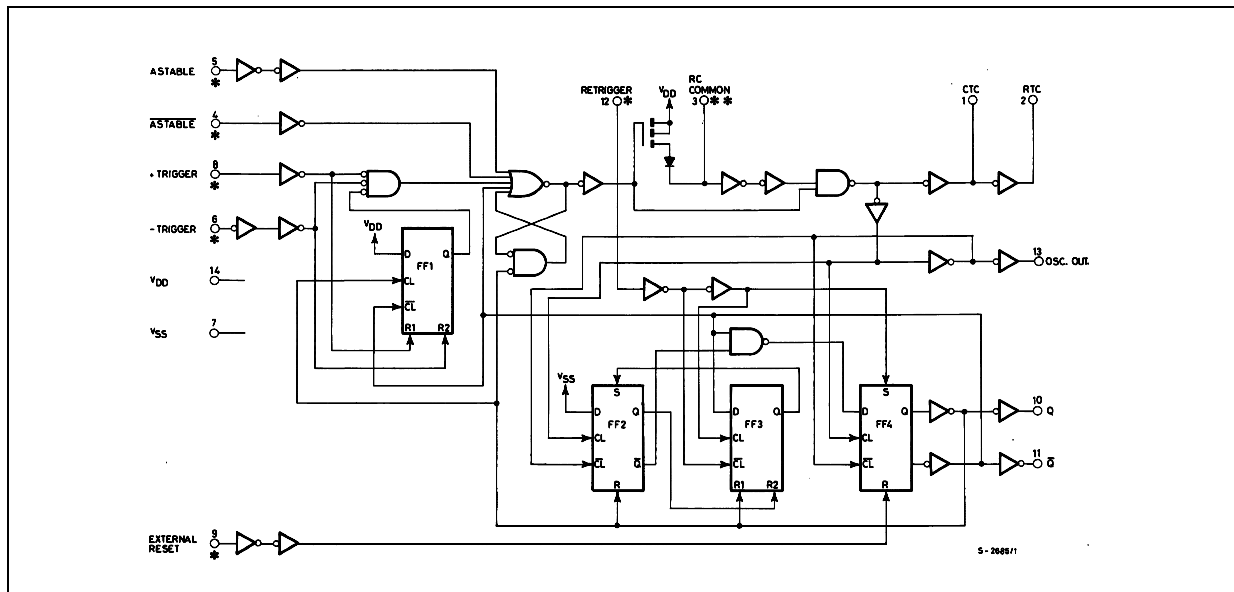 ASTABLE 5 *
ASTABLE 4 *
+ TRIGGER 8 *
- TRIGGER 6 *
VDD 14
VSS 7
EXTERNAL RESET 9 *
RETRIGGER
12 *
VDD
RC
COMMON
3 * *
CTC
1
RTC
2
VDD
D Q
FF1
CL
CL
R1 R2
13 OSC. OUT.
VSS
S
D Q
FF2
CL
CL Q
R
D Q
FF3
CL
CL
R1 R2
S
D Q
FF4
CL
CL
R
10 Q
11 Q
S-2685/1